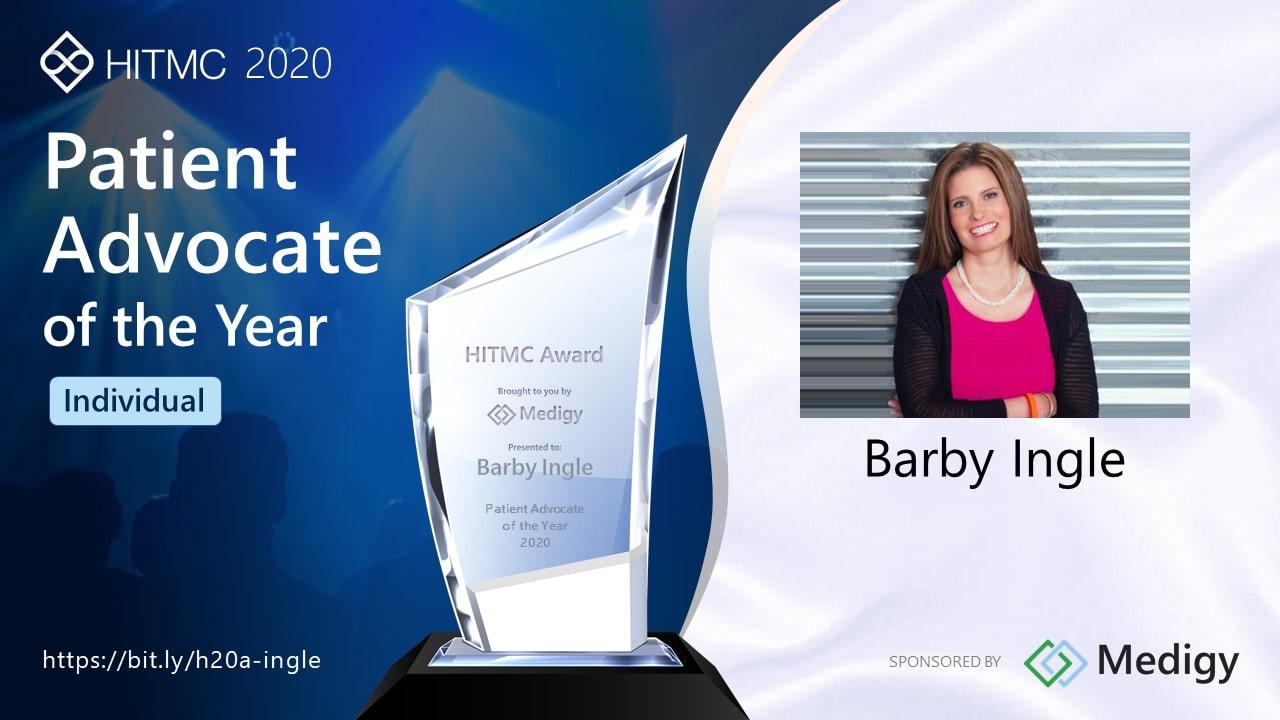 HITMC 2020
Patient
Advocate
of the Year
Individual
HITMC Award
Brought to you by
Medigy
Presented to:
Barby Ingle
Patient Advocate
of the Year
2020
https://bit.ly/h20a-ingle
Barby Ingle
SPONSORED BY Medigy